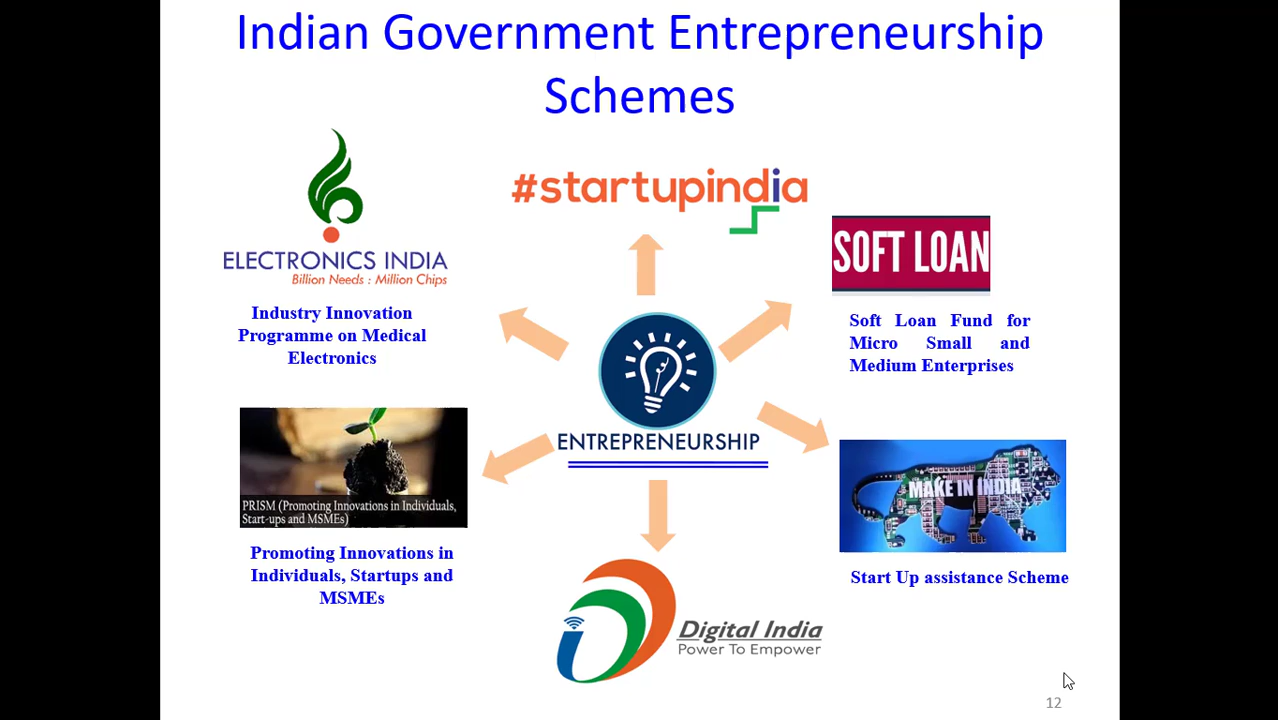 Indian Government Entrepreneurship
Schemes
ELECTRONICS INDIA
Billion Needs : Million Chips
Industry Innovation
Programme on Medical
Electronics
#startupindia
SOFT LOAN
Soft Loan Fund for
Micro Small and
Medium Enterprises
ENTREPRENEURSHIP
PRISM (Promoting Innovations in Individuals,
Start-ups and MSMEs)
Promoting Innovations in
Individuals, Startups and
MSMEs
MAKE IN INDIA
Start Up assistance Scheme
Digital India
Power To Empower
12